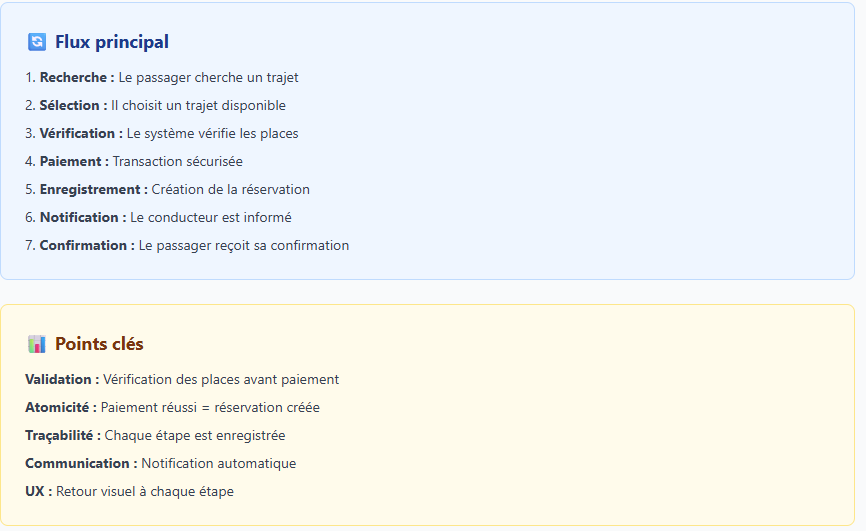 Flux principal
1. Recherche : Le passager cherche un trajet
2. Sélection : Il choisit un trajet disponible
3. Vérification : Le système vérifie les places
4. Paiement : Transaction sécurisée
5. Enregistrement : Création de la réservation
6. Notification : Le conducteur est informé
7. Confirmation : Le passager reçoit sa confirmation
Points clés
Validation : Vérification des places avant paiement
Atomicité : Paiement réussi = réservation créée
Traçabilité : Chaque étape est enregistrée
Communication : Notification automatique
UX : Retour visuel à chaque étape